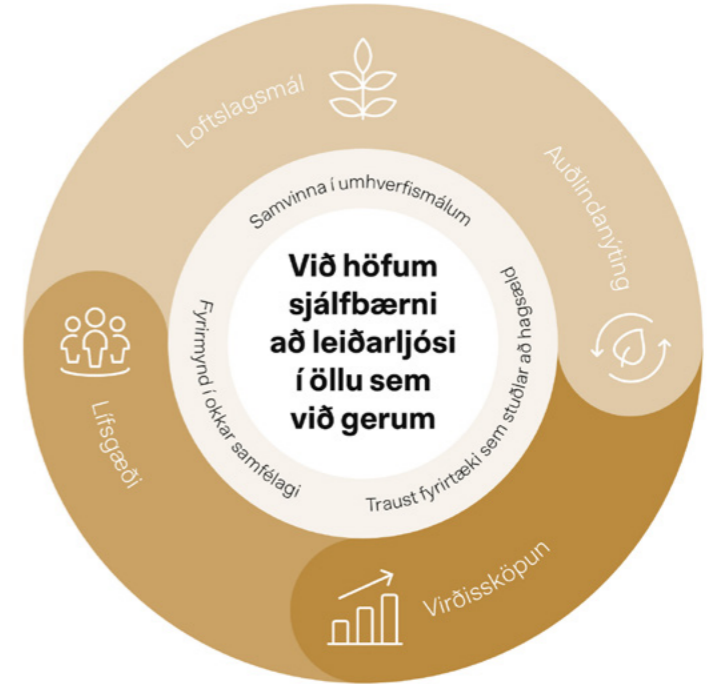 Loftslagsmál
Auðlindanýting
Samvinna í umhverfismálum
Við höfum
sjálfbærni
að leiðarljósi
í öllu sem
við gerum
Fyrirmynd í okkar samfélagi
Traust fyrirtæki sem stuðlar að hagsæld
Lífsgæði
Virðissköpun